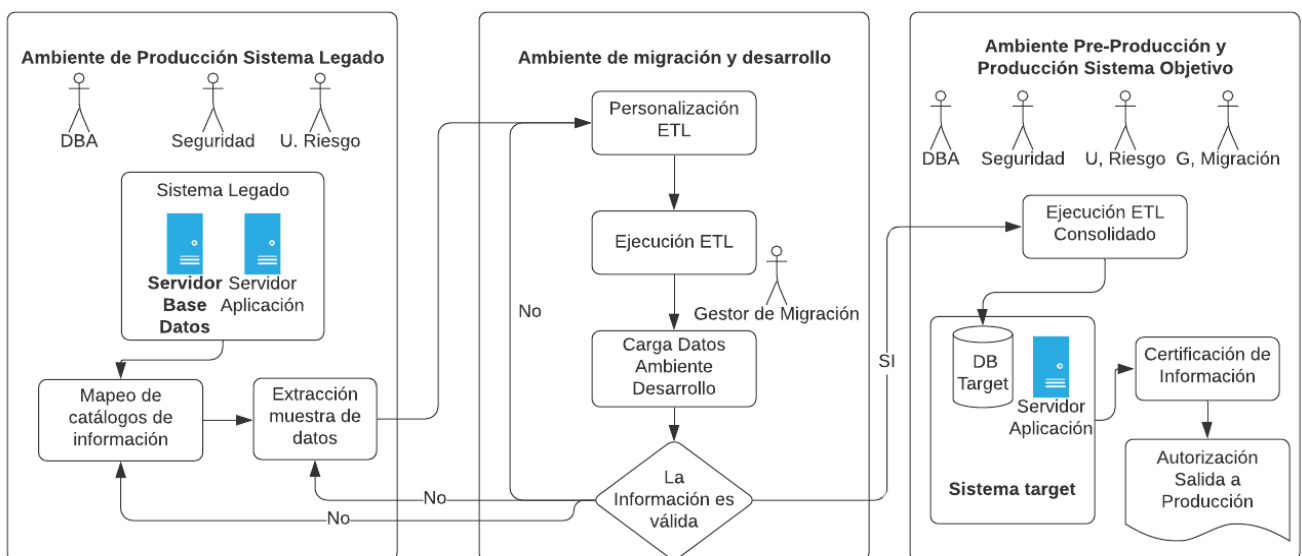 Ambiente de Producción Sistema Legado
DBA
Seguridad
U. Riesgo
Sistema Legado
Servidor
Base
Datos
Servidor
Aplicación
Mapeo de
catálogos de
información
Extracción
muestra de
datos
Ambiente de migración y desarrollo
Personalización
ETL
Ejecución ETL
Gestor de Migración
Carga Datos
Ambiente
Desarrollo
La
Información es
válida
No
No
No
SI
Ambiente Pre-Producción y
Producción Sistema Objetivo
DBA
Seguridad
U, Riesgo
G, Migración
Ejecución ETL
Consolidado
DB
Target
Servidor
Aplicación
Sistema target
Certificación de
Información
Autorización
Salida a
Producción